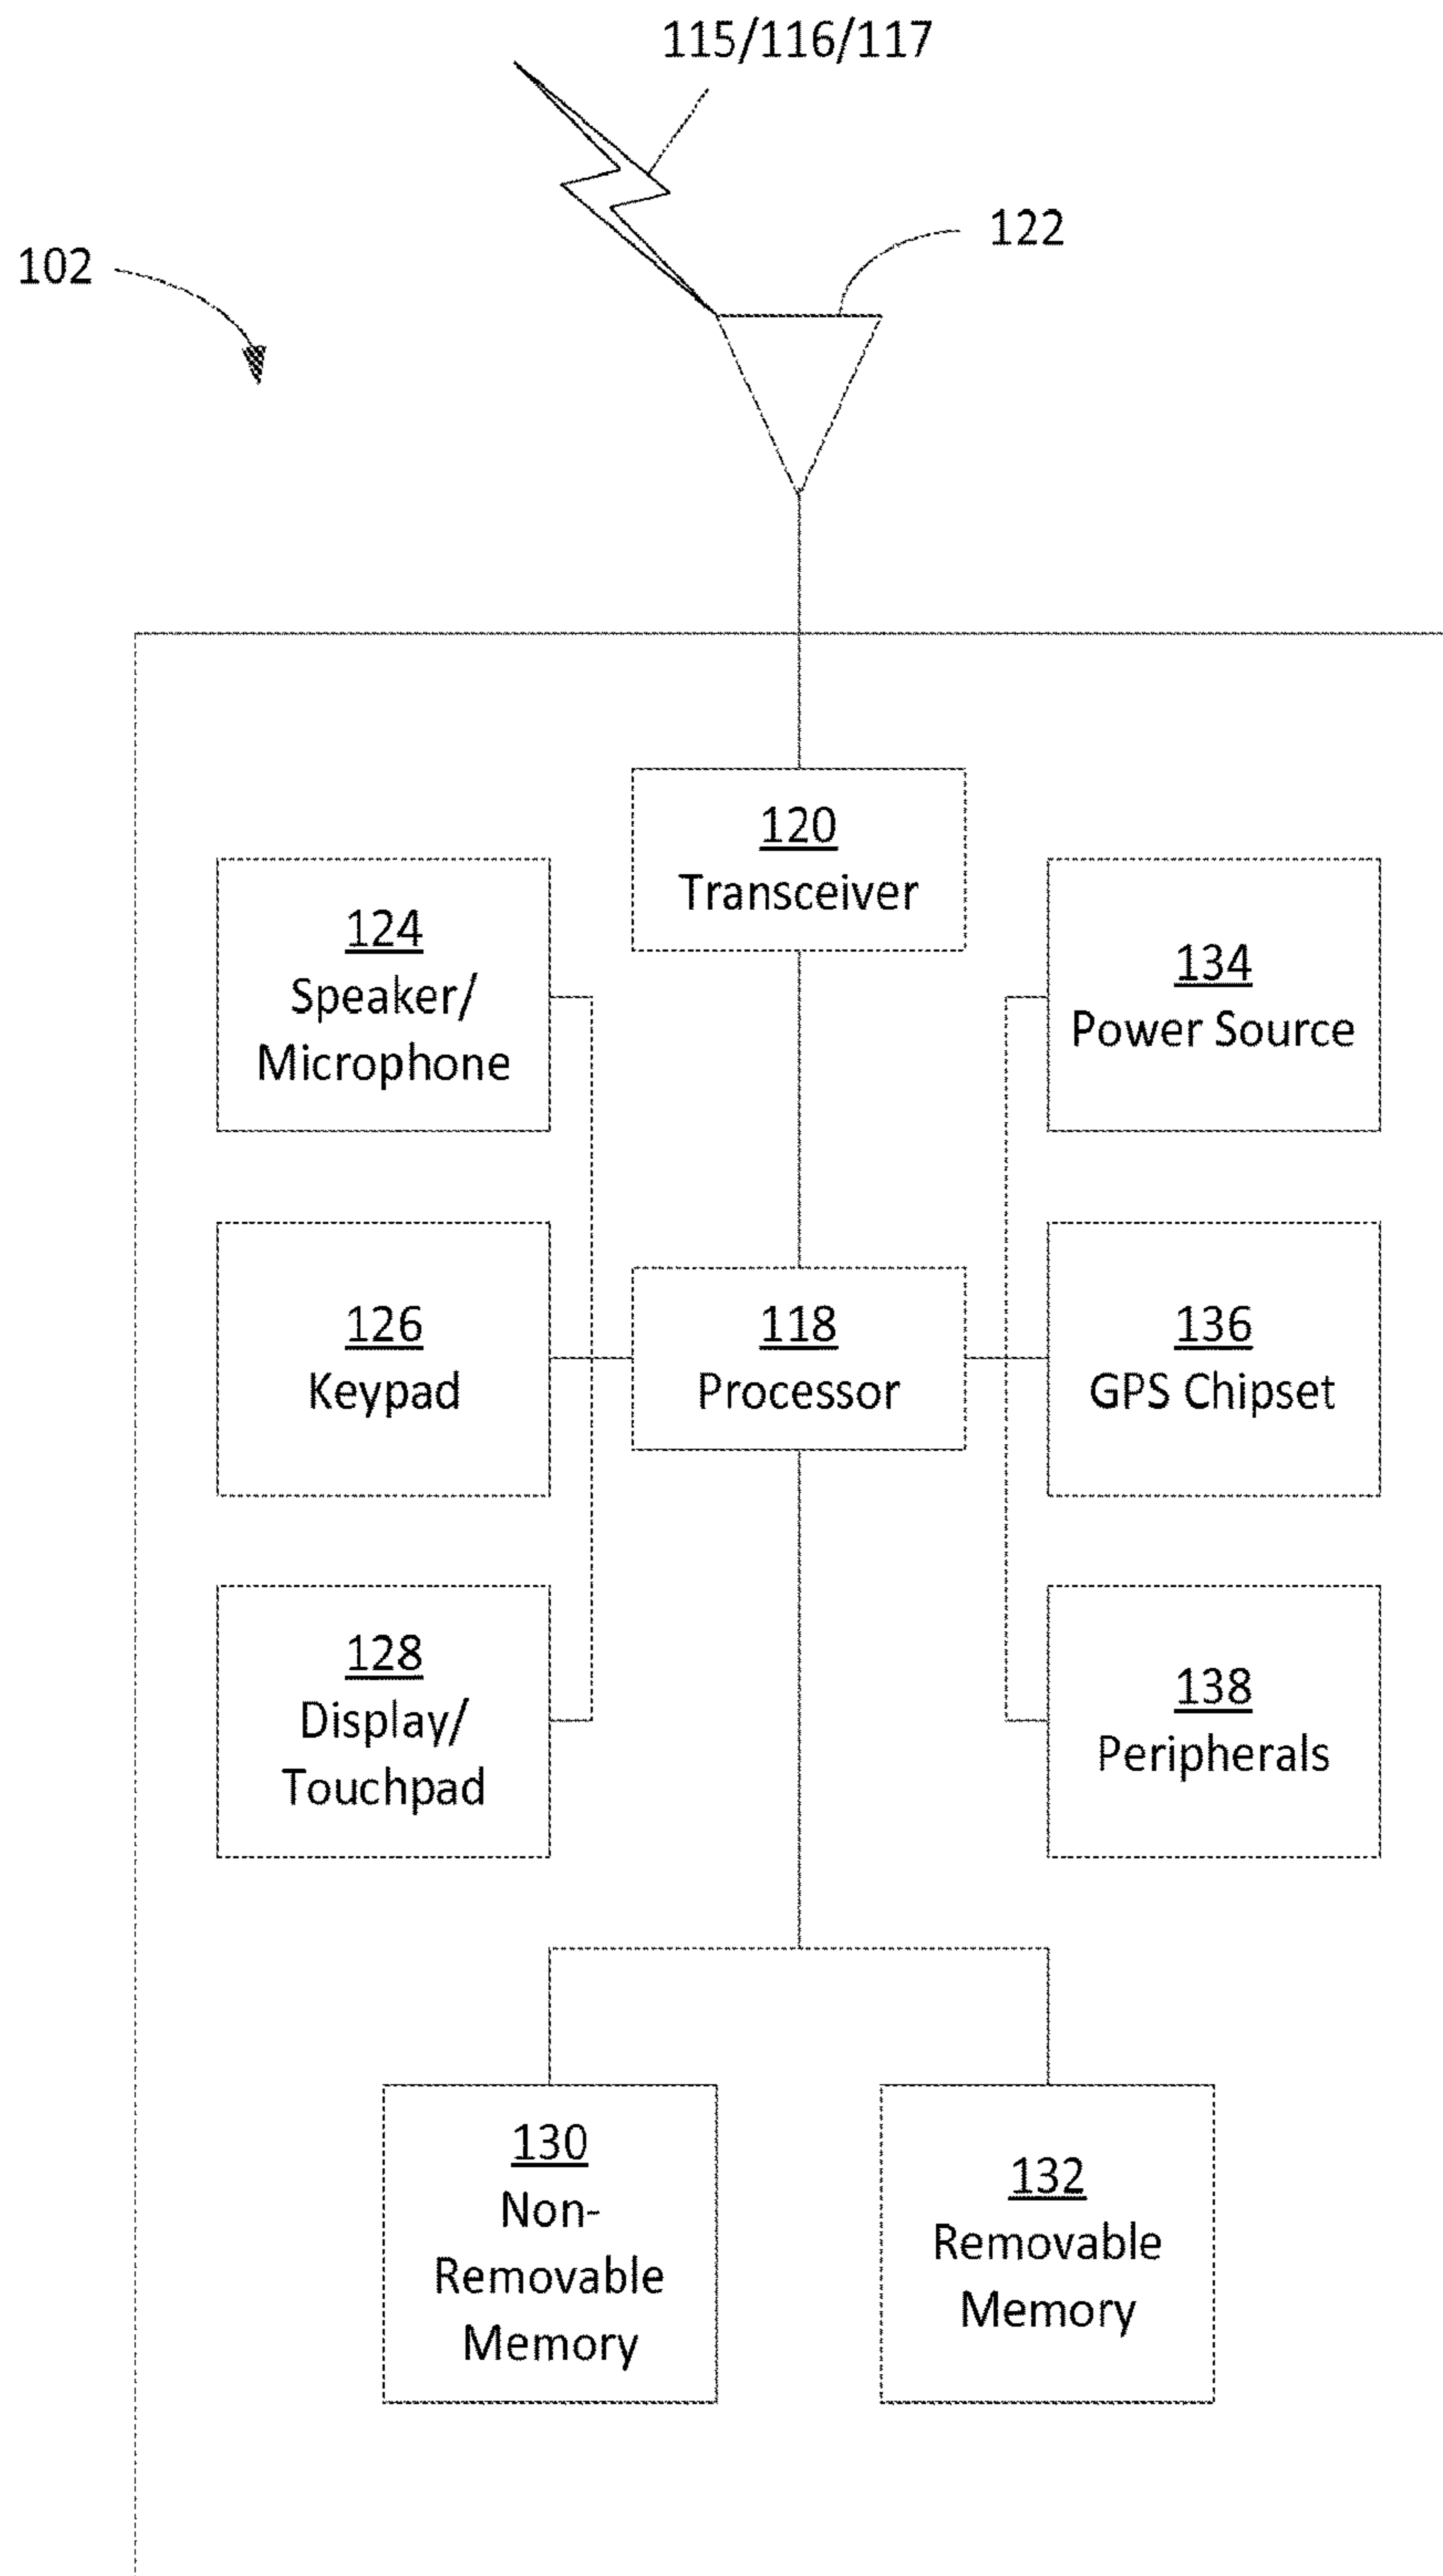 115/116/117
122
102
120
Transceiver
124
Speaker/
Microphone
134
Power Source
126
Keypad
118
Processor
136
GPS Chipset
128
Display/
Touchpad
138
Peripherals
130
Non-
Removable
Memory
132
Removable
Memory